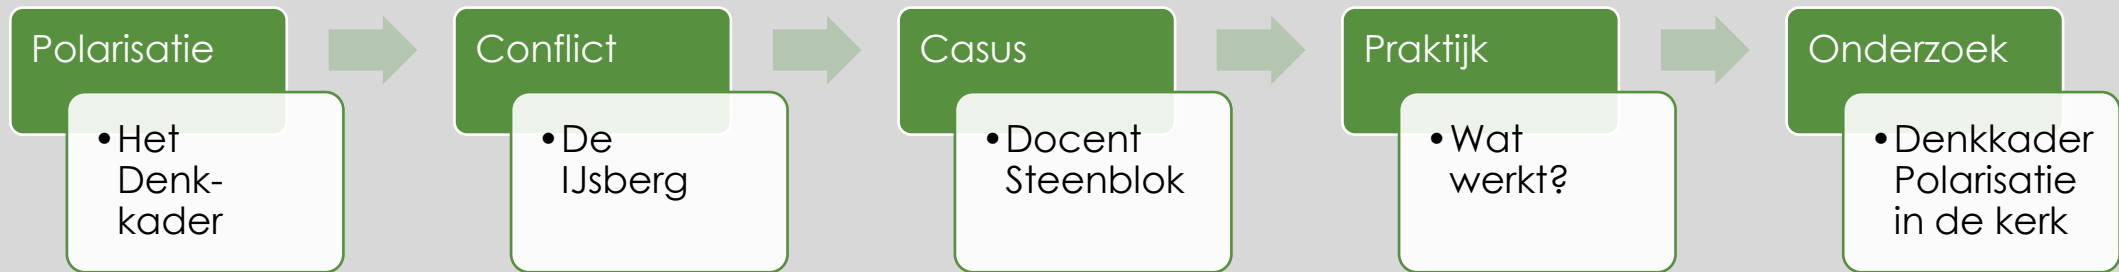 Polarisatie
•Het
Denk-
kader
Conflict
•De
IJsberg
Casus
•Docent
Steenblok
Praktijk
•Wat
werkt?
Onderzoek
•Denkkader
Polarisatie
in de kerk